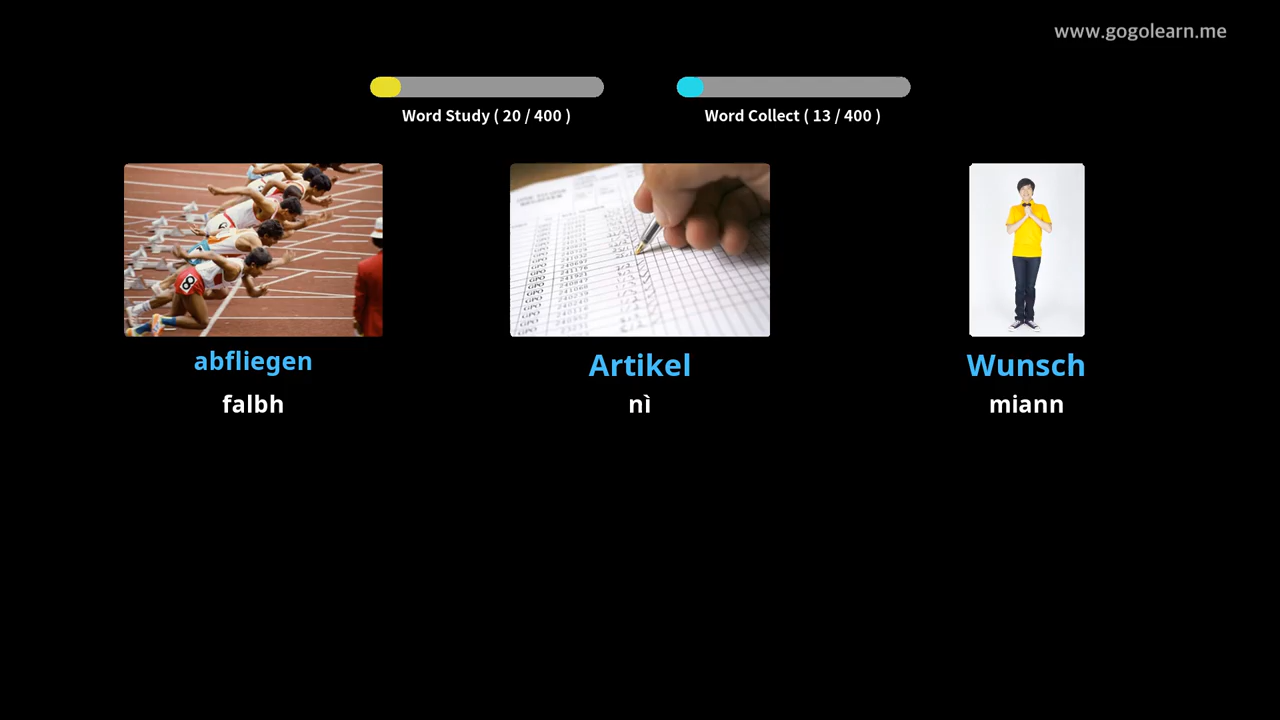 www.gogolearn.me
Word Study ( 20 / 400 )
Word Collect ( 13 / 400 )
abfliegen
Artikel
Wunsch
falbh
nì
miann